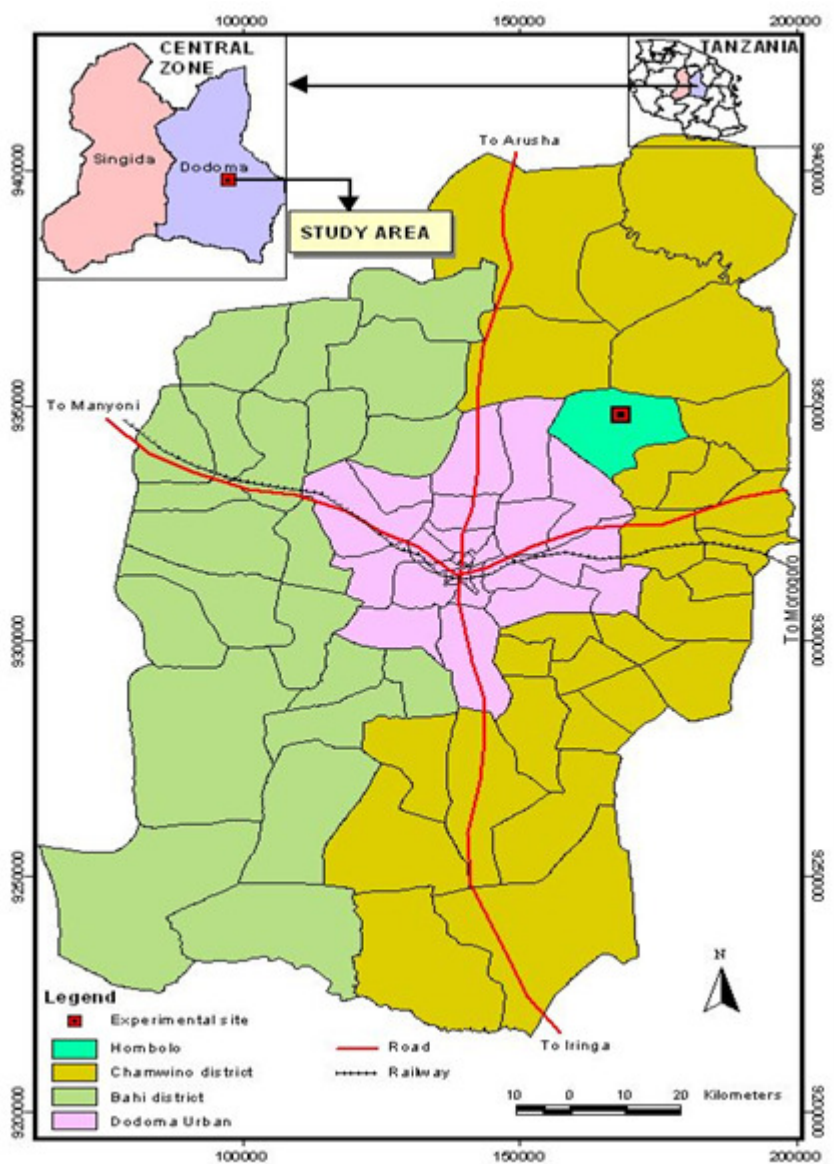 100000 150000 200000
CENTRAL
ZONE
TANZANIA
Singida
Dodoma
STUDY AREA
To Arusha
9400000
9400000
To Manyoni
9350000
9350000
To Morogoro
9300000
9300000
9250000
9250000
N
Legend
Experimental site
Hombolo
Chamwino district
Bahi district
Dodoma Urban
Road
Railway
To Iringa
10 0 10 20 Kilometers
9200000
9200000
100000 150000 200000